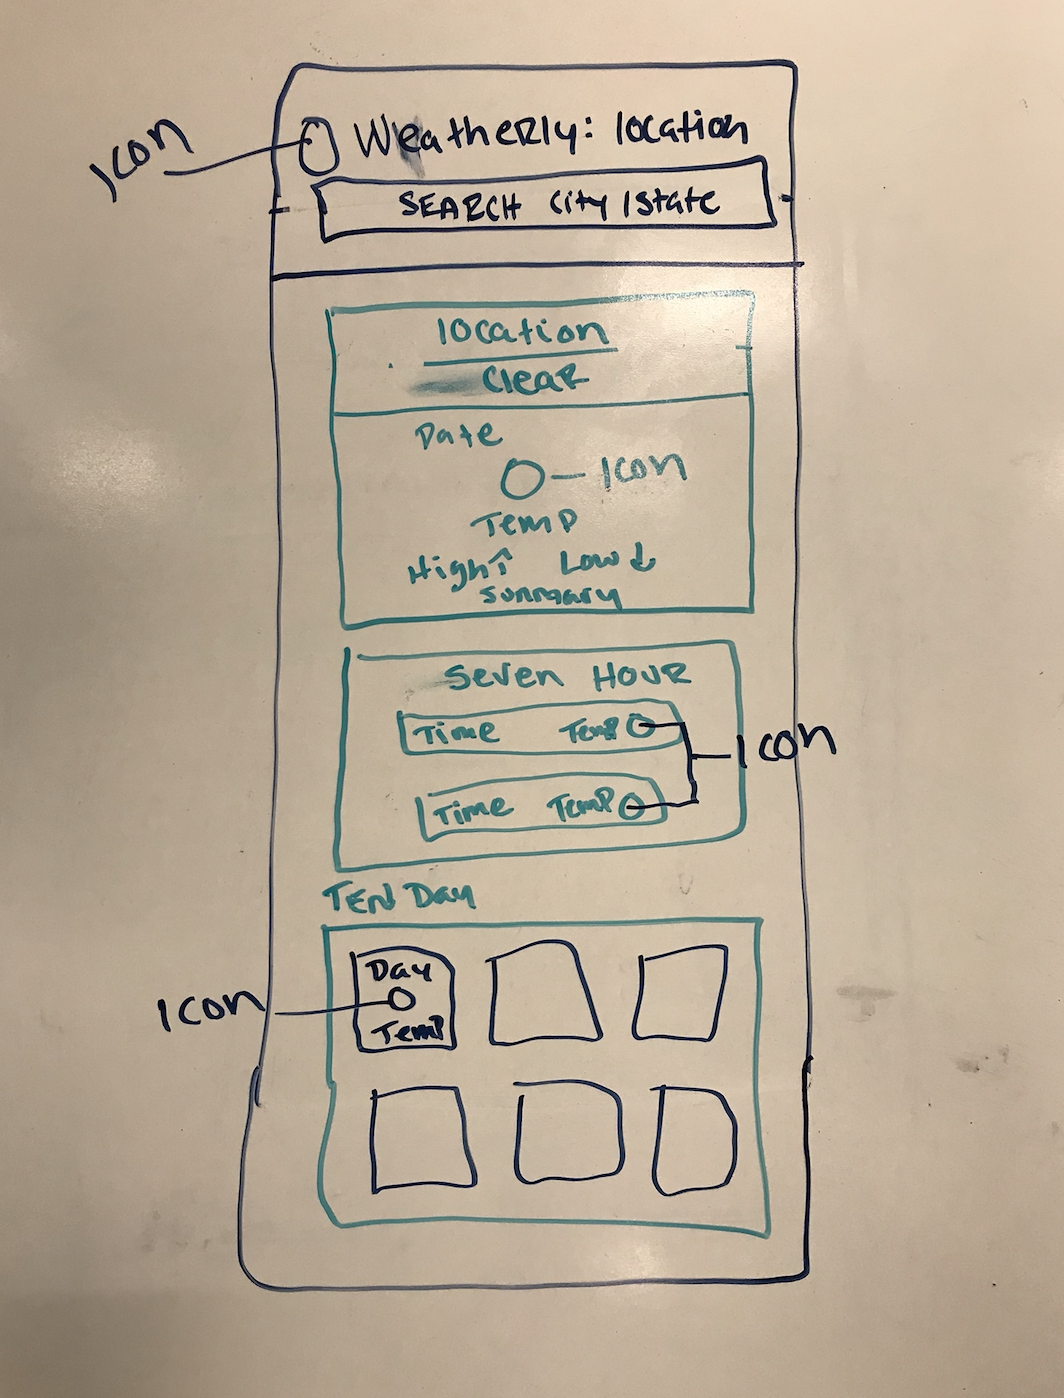 Icon
Weatherly: location
SEARCH City/State
location
Clear
Date
Icon
Temp
High↑ Low↓
Summary
Seven HOUR
Time Temp
Icon
Time Temp
TEN Day
Day
Icon
Temp